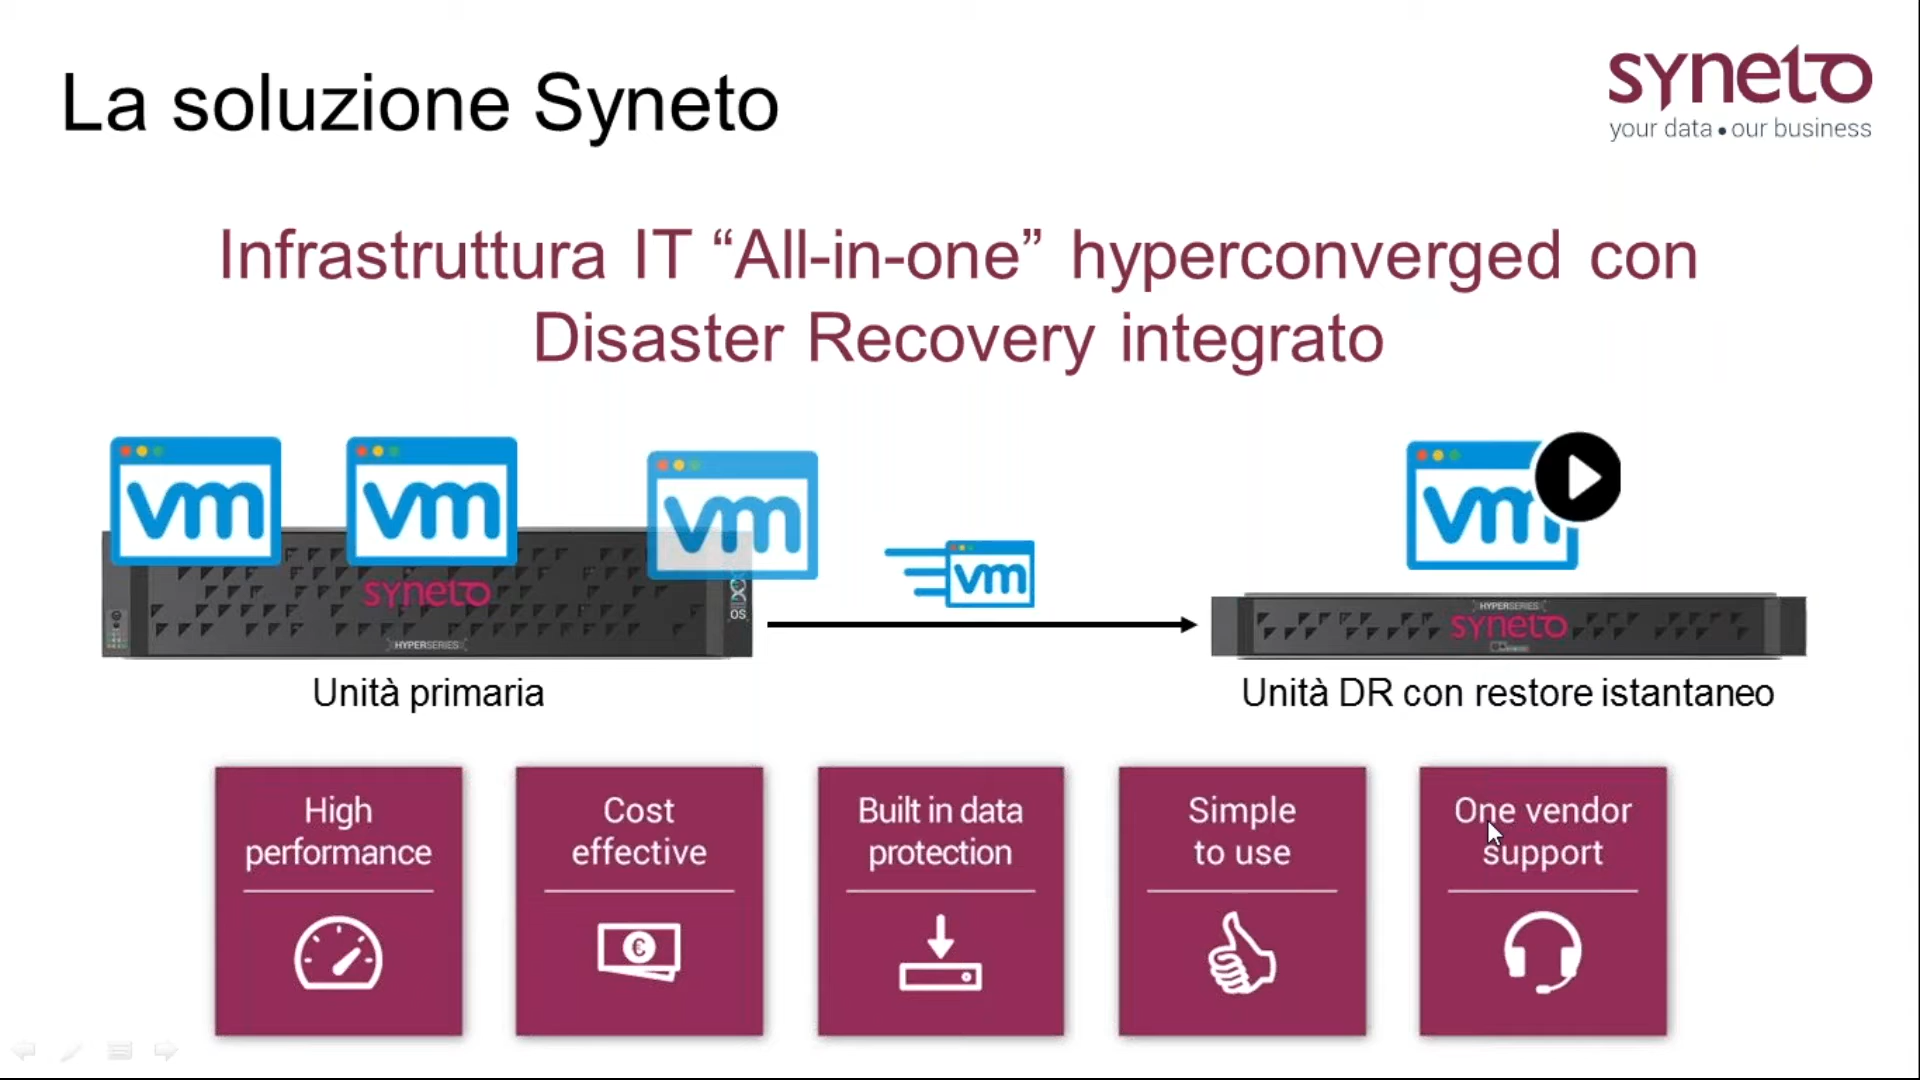 La soluzione Syneto
syneto
your data • our business
Infrastruttura IT “All-in-one” hyperconverged con
Disaster Recovery integrato
vm
vm
vm
vm
vm
syneto
OS
HYPERSERIES
HYPERSERIES
syneto
Unità primaria
Unità DR con restore istantaneo
High
performance
Cost
effective
€
Built in data
protection
Simple
to use
One vendor
support